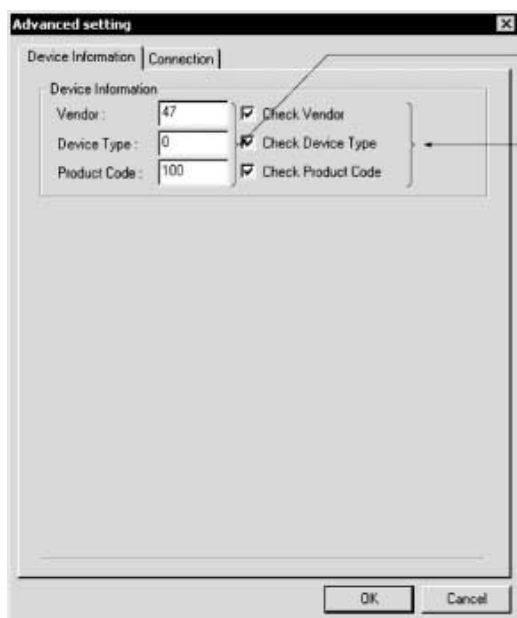 Advanced setting
Device Information Connection
Device Information
Vendor : 47 Check Vendor
Device Type : 0 Check Device Type
Product Code : 100 Check Product Code
OK Cancel